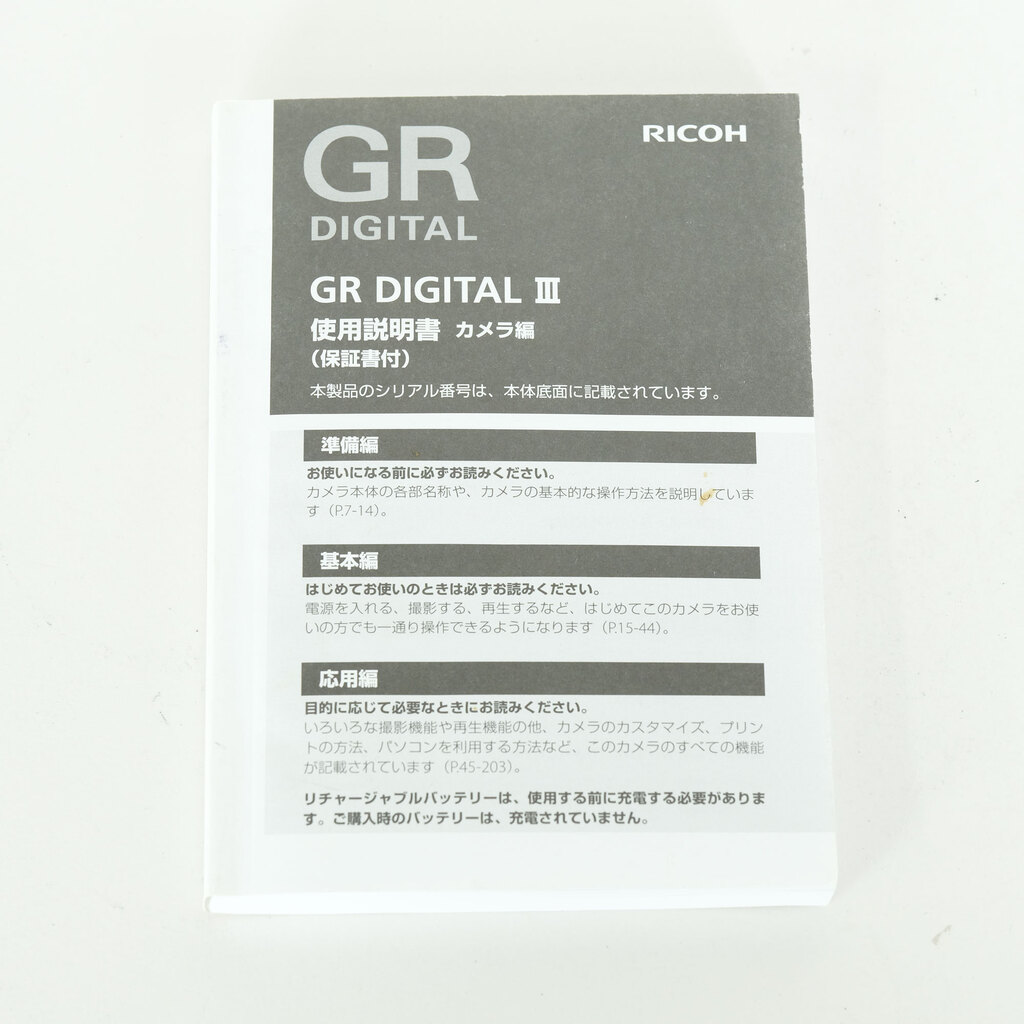 GR
DIGITAL
RICOH
GR DIGITAL Ⅲ
使用説明書 カメラ編
（保証書付）
本製品のシリアル番号は、本体底面に記載されています。
準備編
お使いになる前に必ずお読みください。
カメラ本体の各部名称や、カメラの基本的な操作方法を説明していま
す（P.7-14）。
基本編
はじめてお使いのときは必ずお読みください。
電源を入れる、撮影する、再生するなど、はじめてこのカメラをお使
いの方でも一通り操作できるようになります（P.15-44）。
応用編
目的に応じて必要なときにお読みください。
いろいろな撮影機能や再生機能の他、カメラのカスタマイズ、プリン
トの方法、パソコンを利用する方法など、このカメラのすべての機能
が記載されています（P.45-203）。
リチャージャブルバッテリーは、使用する前に充電する必要がありま
す。ご購入時のバッテリーは、充電されていません。